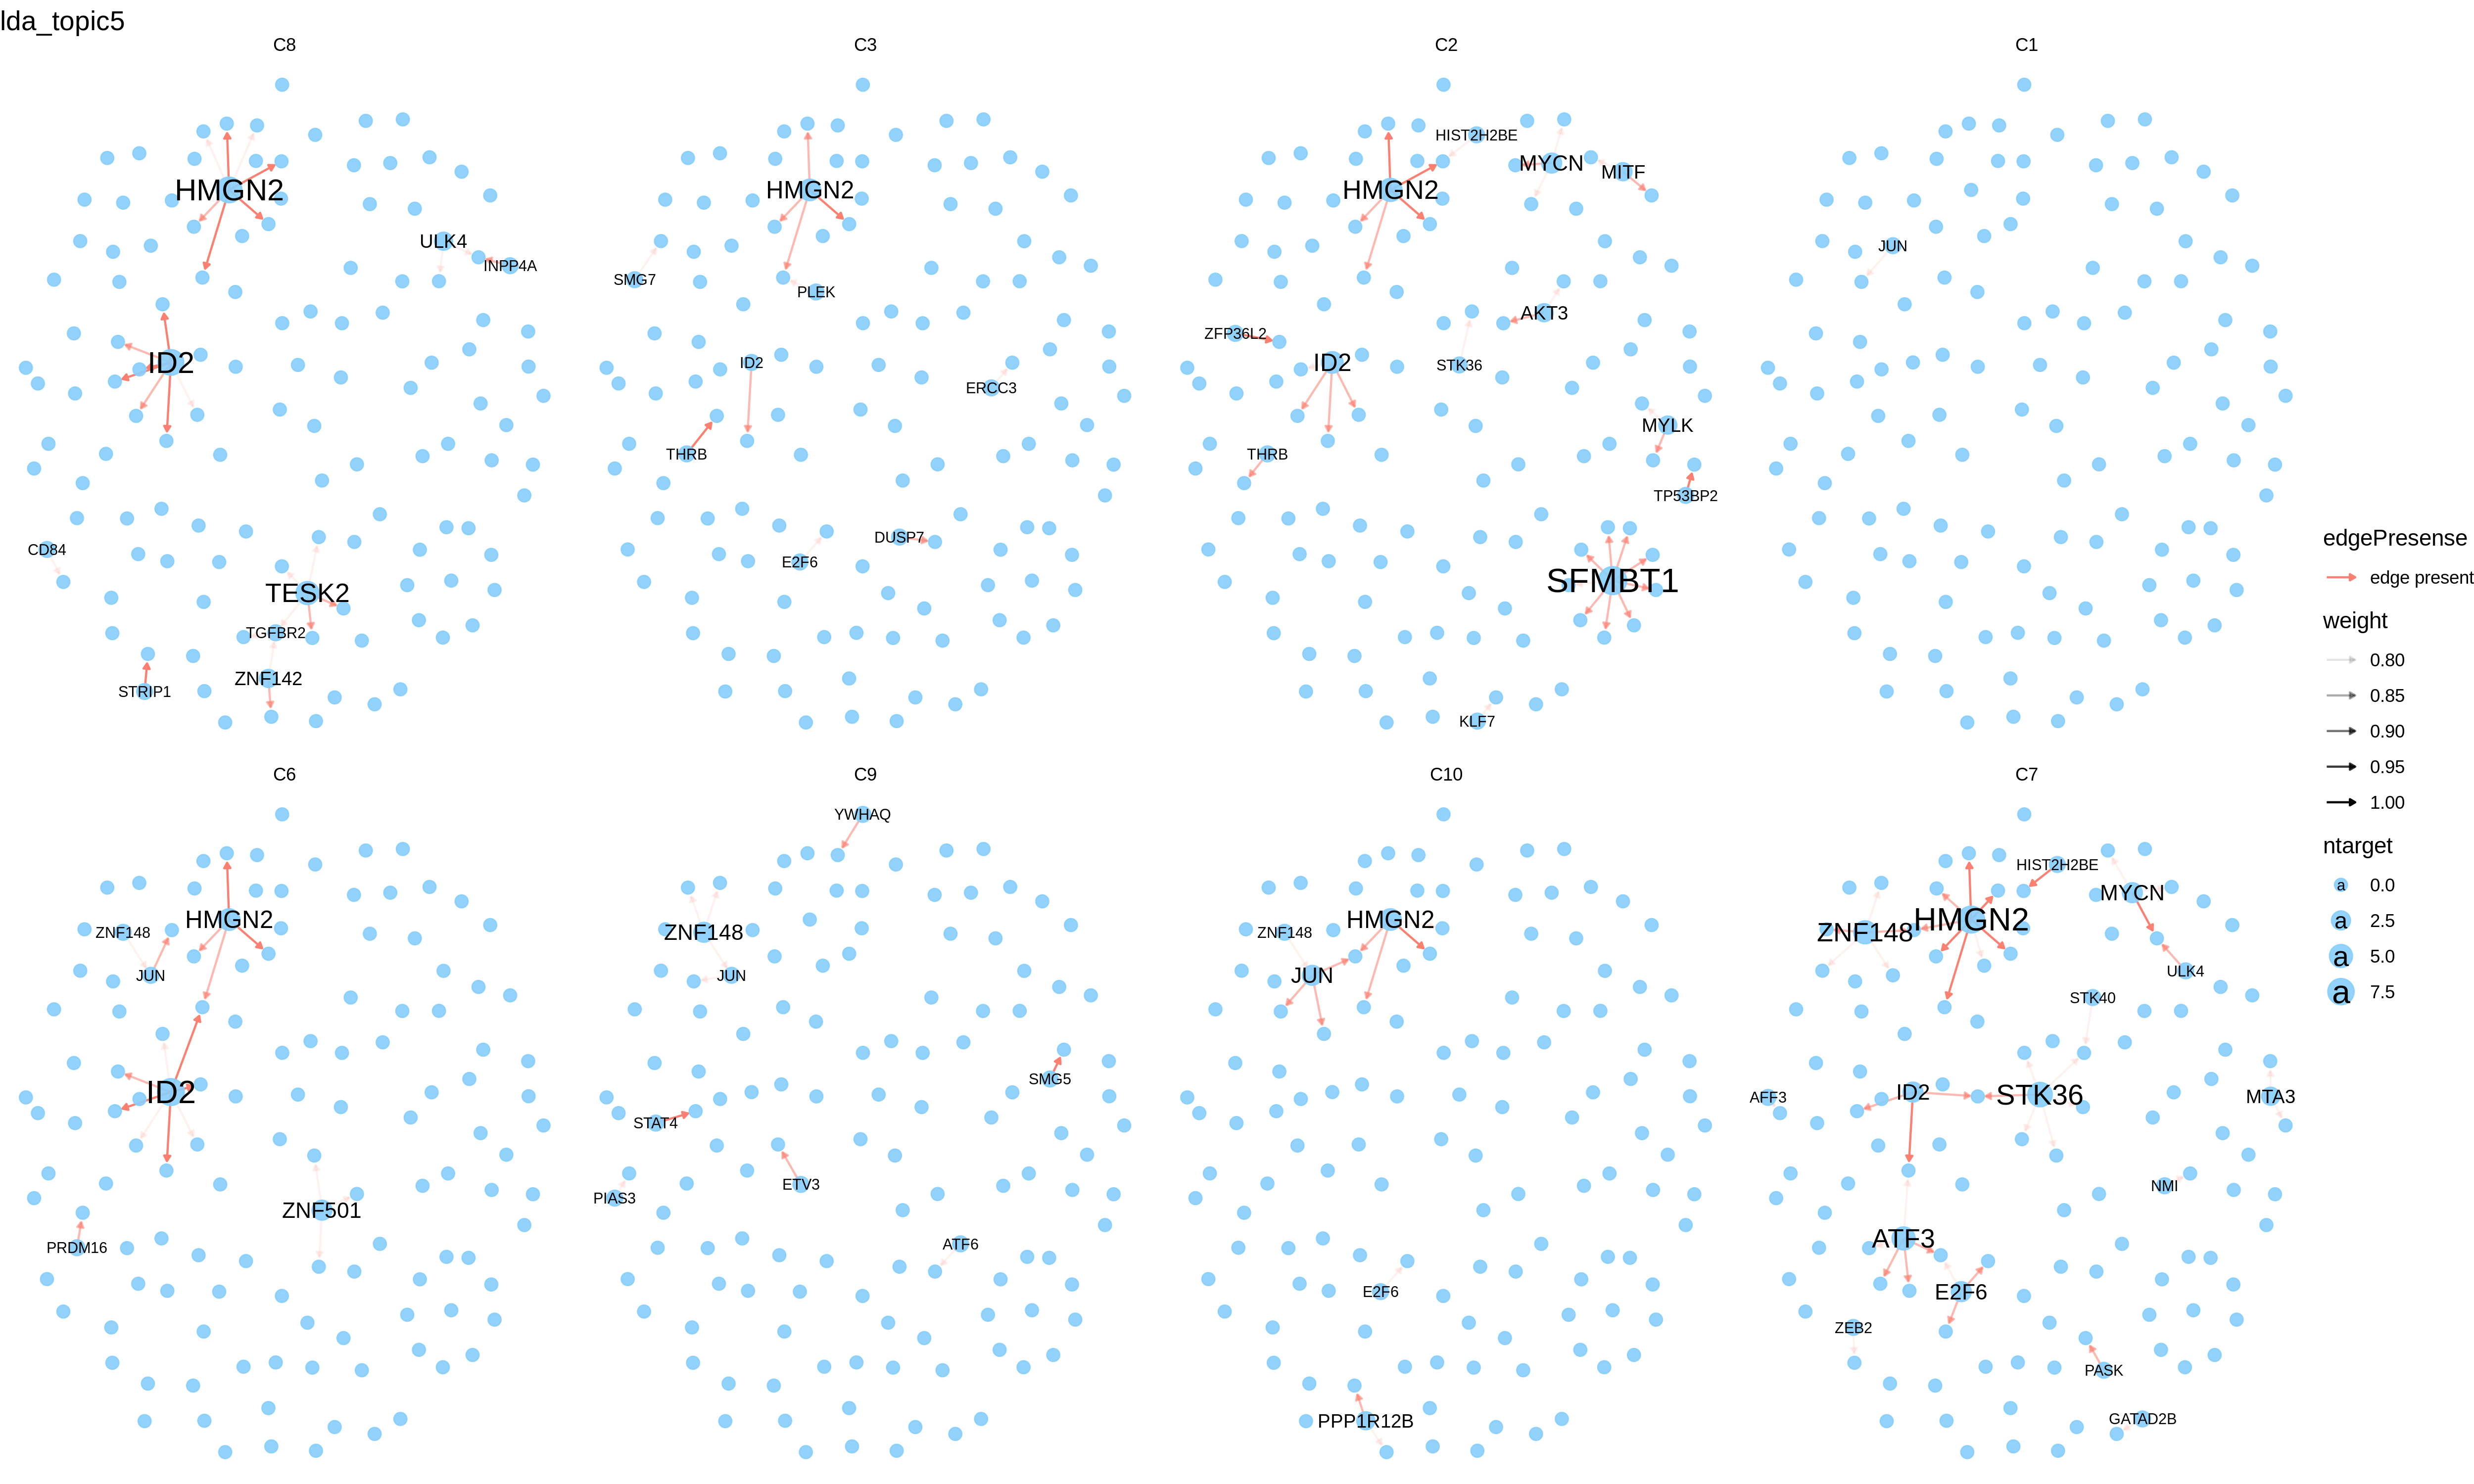 lda_topic5
C8
HMGN2
ULK4
INPP4A
ID2
CD84
TESK2
TGFBR2
ZNF142
STRIP1
C3
HMGN2
SMG7
PLEK
ID2
ERCC3
THRB
DUSP7
E2F6
C2
HIST2H2BE
MYCN
MITF
HMGN2
AKT3
ZFP36L2
ID2
STK36
MYLK
THRB
TP53BP2
SFMBT1
KLF7
C1
JUN
C6
HMGN2
ZNF148
JUN
ID2
ZNF501
PRDM16
C9
YWHAQ
ZNF148
JUN
SMG5
STAT4
ETV3
PIAS3
ATF6
C10
HMGN2
ZNF148
JUN
E2F6
PPP1R12B
C7
HIST2H2BE
MYCN
HMGN2
ZNF148
ULK4
STK40
ID2
STK36
AFF3
MTA3
NMI
ATF3
E2F6
ZEB2
PASK
GATAD2B
edgePresense
edge present
weight
0.80
0.85
0.90
0.95
1.00
ntarget
a 0.0
a 2.5
a 5.0
a 7.5